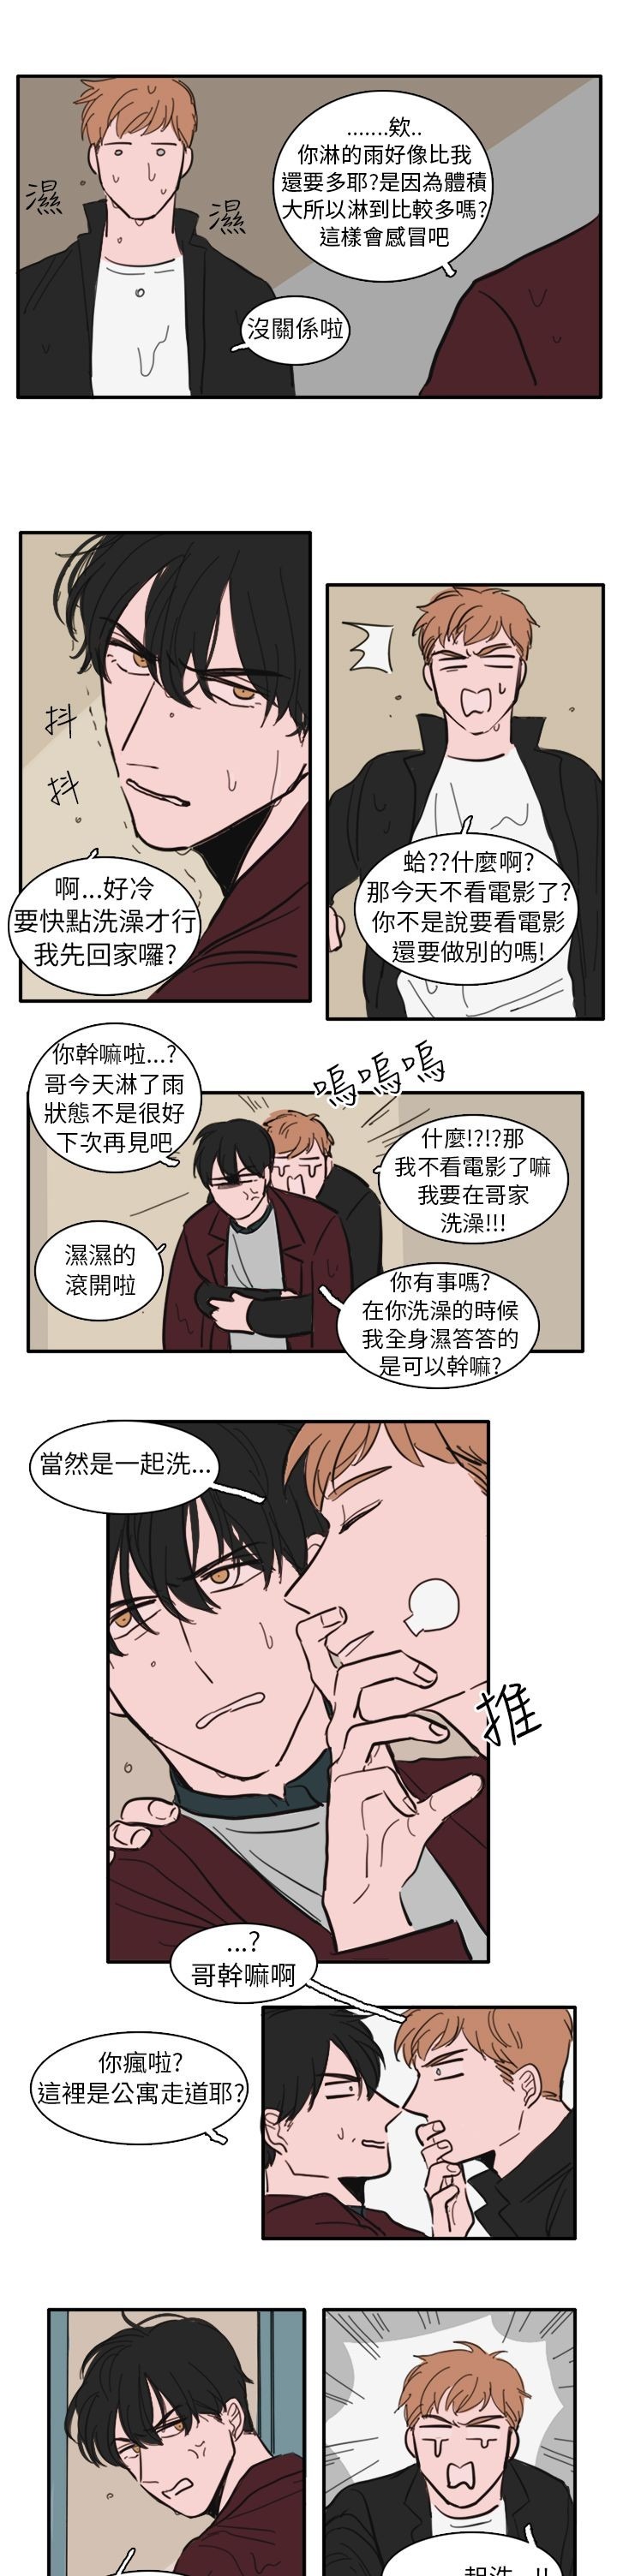 .......欸..
你淋的雨好像比我
還要多耶?是因為體積
大所以淋到比較多嗎?
這樣會感冒吧
濕
濕
沒關係啦
抖
抖
啊...好冷
要快點洗澡才行
我先回家囉?
蛤??什麼啊?
那今天不看電影了?
你不是說要看電影
還要做別的嗎!
你幹嘛啦...?
哥今天淋了雨
狀態不是很好
下次再見吧
嗚嗚嗚
什麼!?!?那
我不看電影了嘛
我要在哥家
洗澡!!!
濕濕的
滾開啦
你有事嗎?
在你洗澡的時候
我全身濕答答的
是可以幹嘛?
當然是一起洗...
推
...?
哥幹嘛啊
你瘋啦?
這裡是公寓走道耶?
一起洗...!!